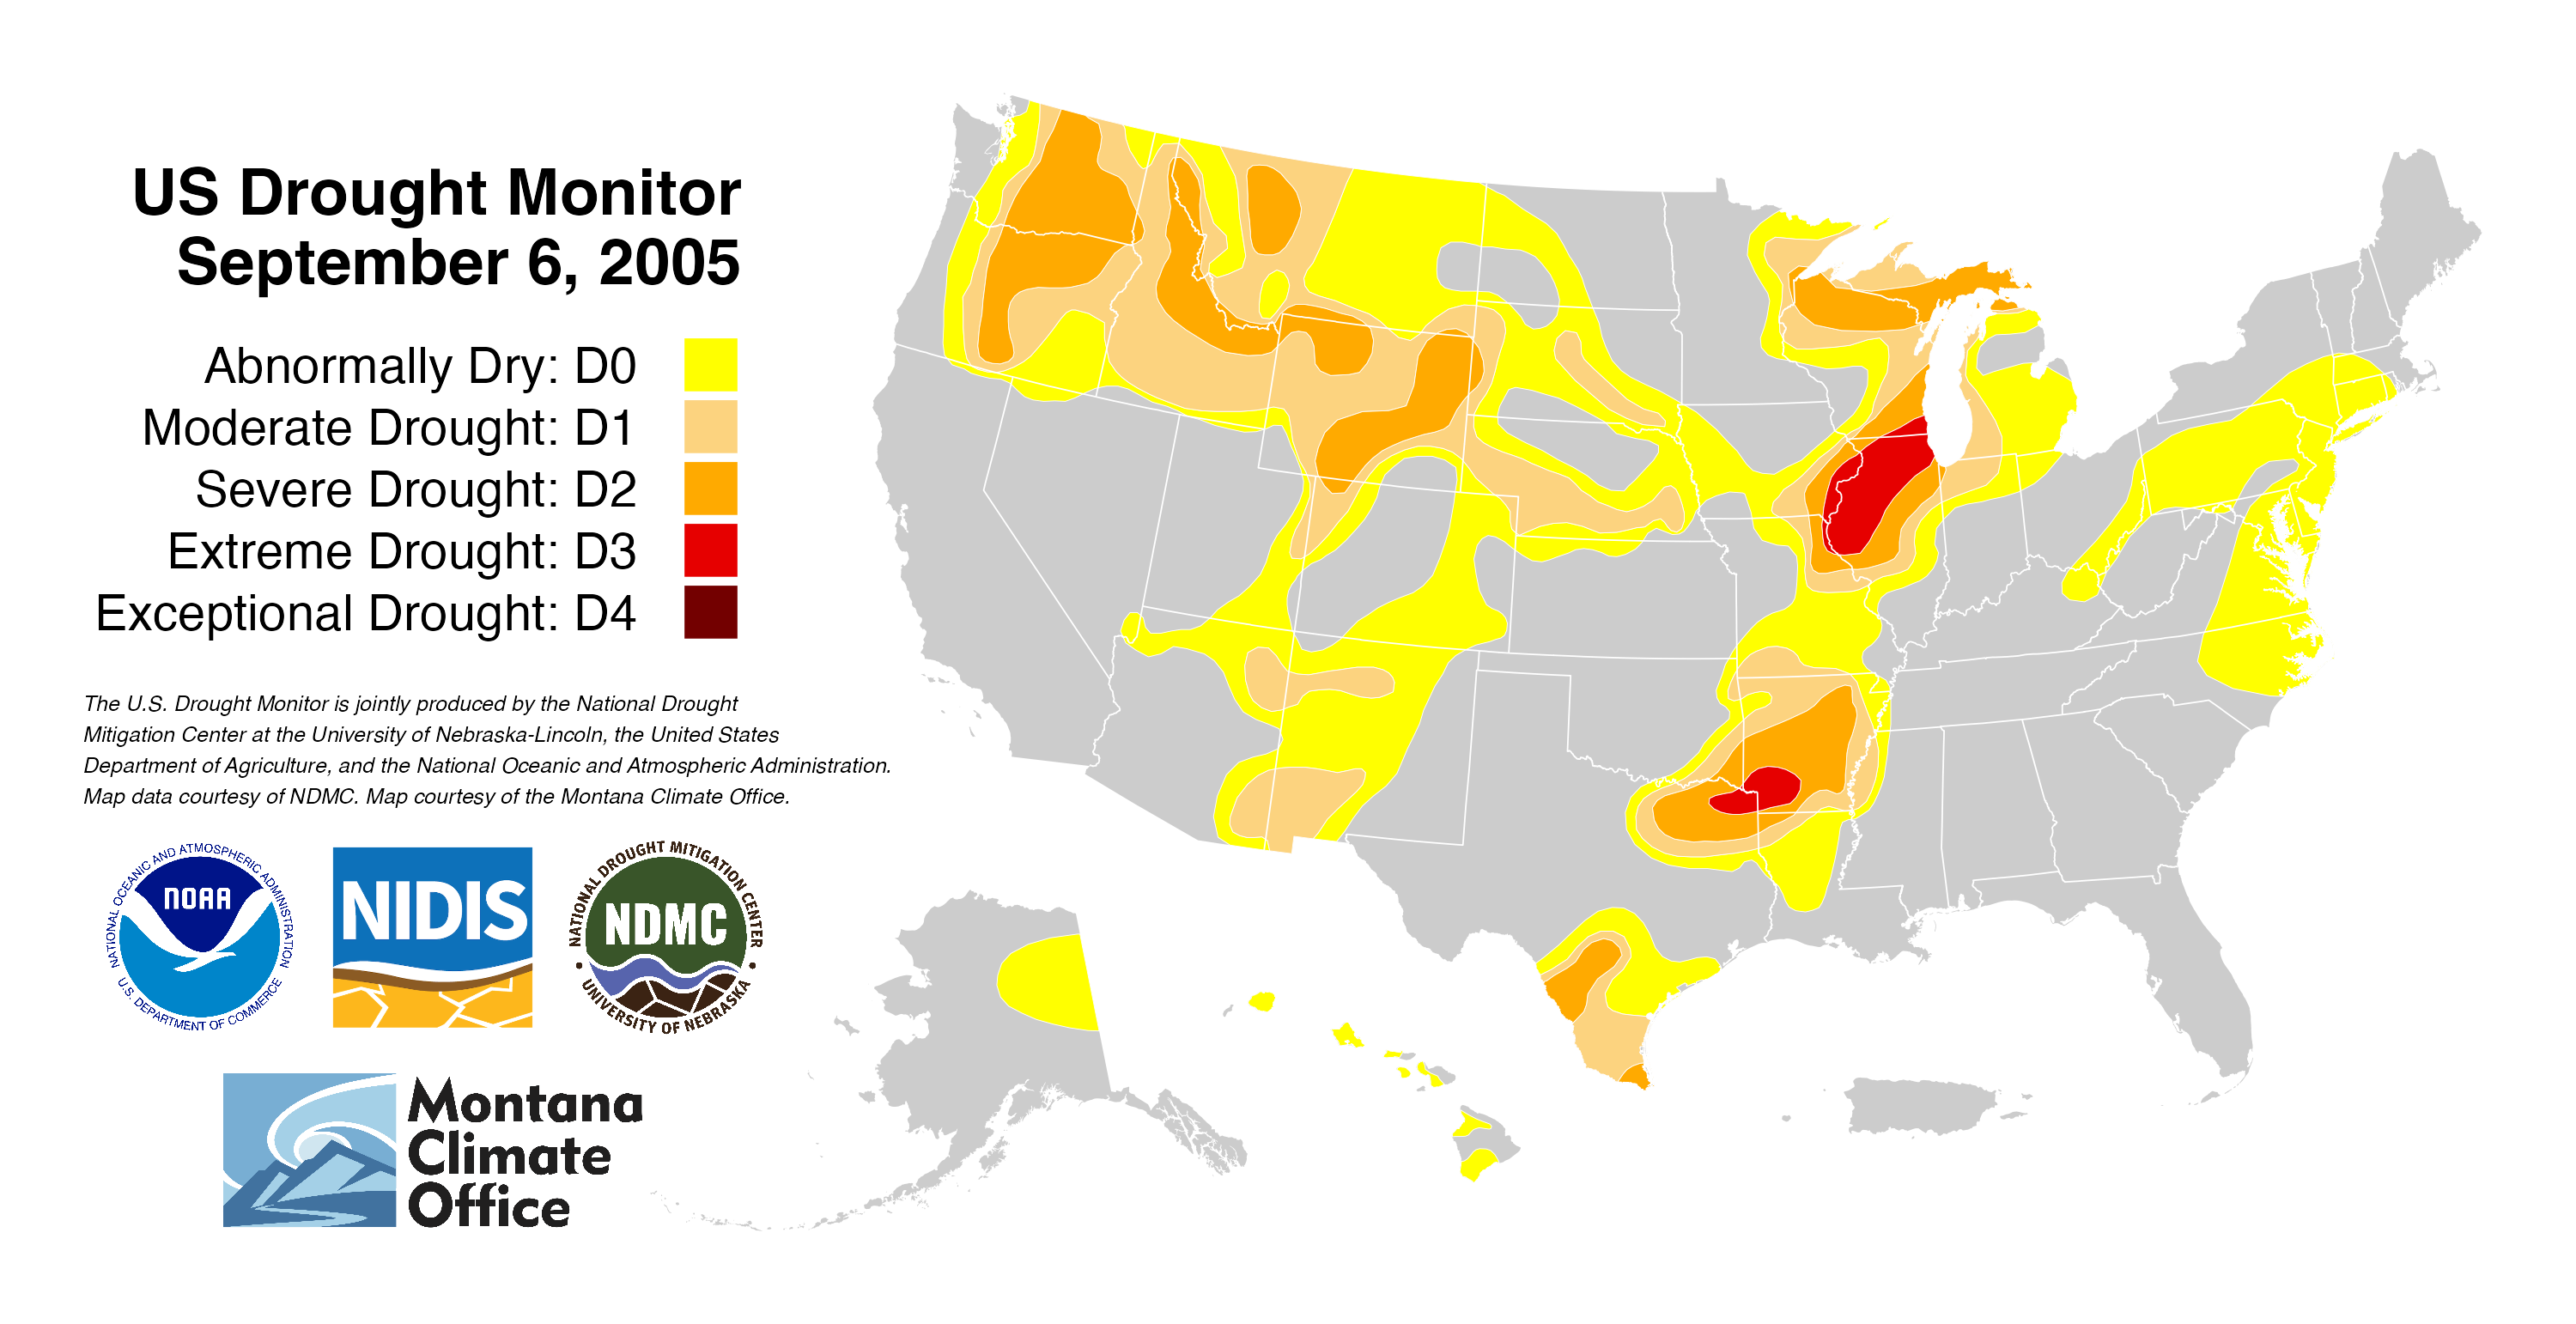 US Drought Monitor
September 6, 2005
Abnormally Dry: D0
Moderate Drought: D1
Severe Drought: D2
Extreme Drought: D3
Exceptional Drought: D4
The U.S. Drought Monitor is jointly produced by the National Drought
Mitigation Center at the University of Nebraska-Lincoln, the United States
Department of Agriculture, and the National Oceanic and Atmospheric Administration.
Map data courtesy of NDMC. Map courtesy of the Montana Climate Office.
NATIONAL OCEANIC AND ATMOSPHERIC ADMINISTRATION
NOAA
U.S. DEPARTMENT OF COMMERCE
NIDIS
NATIONAL DROUGHT MITIGATION CENTER
NDMC
UNIVERSITY OF NEBRASKA
Montana
Climate
Office